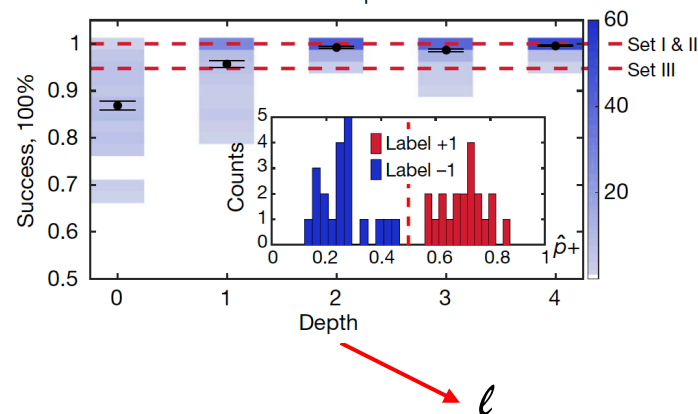 60
1
Set I & II
Set III
0.9
5
40
Label +1
4
0.8
Label –1
3
Success, 100%
Counts
2
20
0.7
1
0
p̂+
0.6
0 0.2 0.4 0.6 0.8 1
0.5
0 1 2 3 4
Depth
ℓ